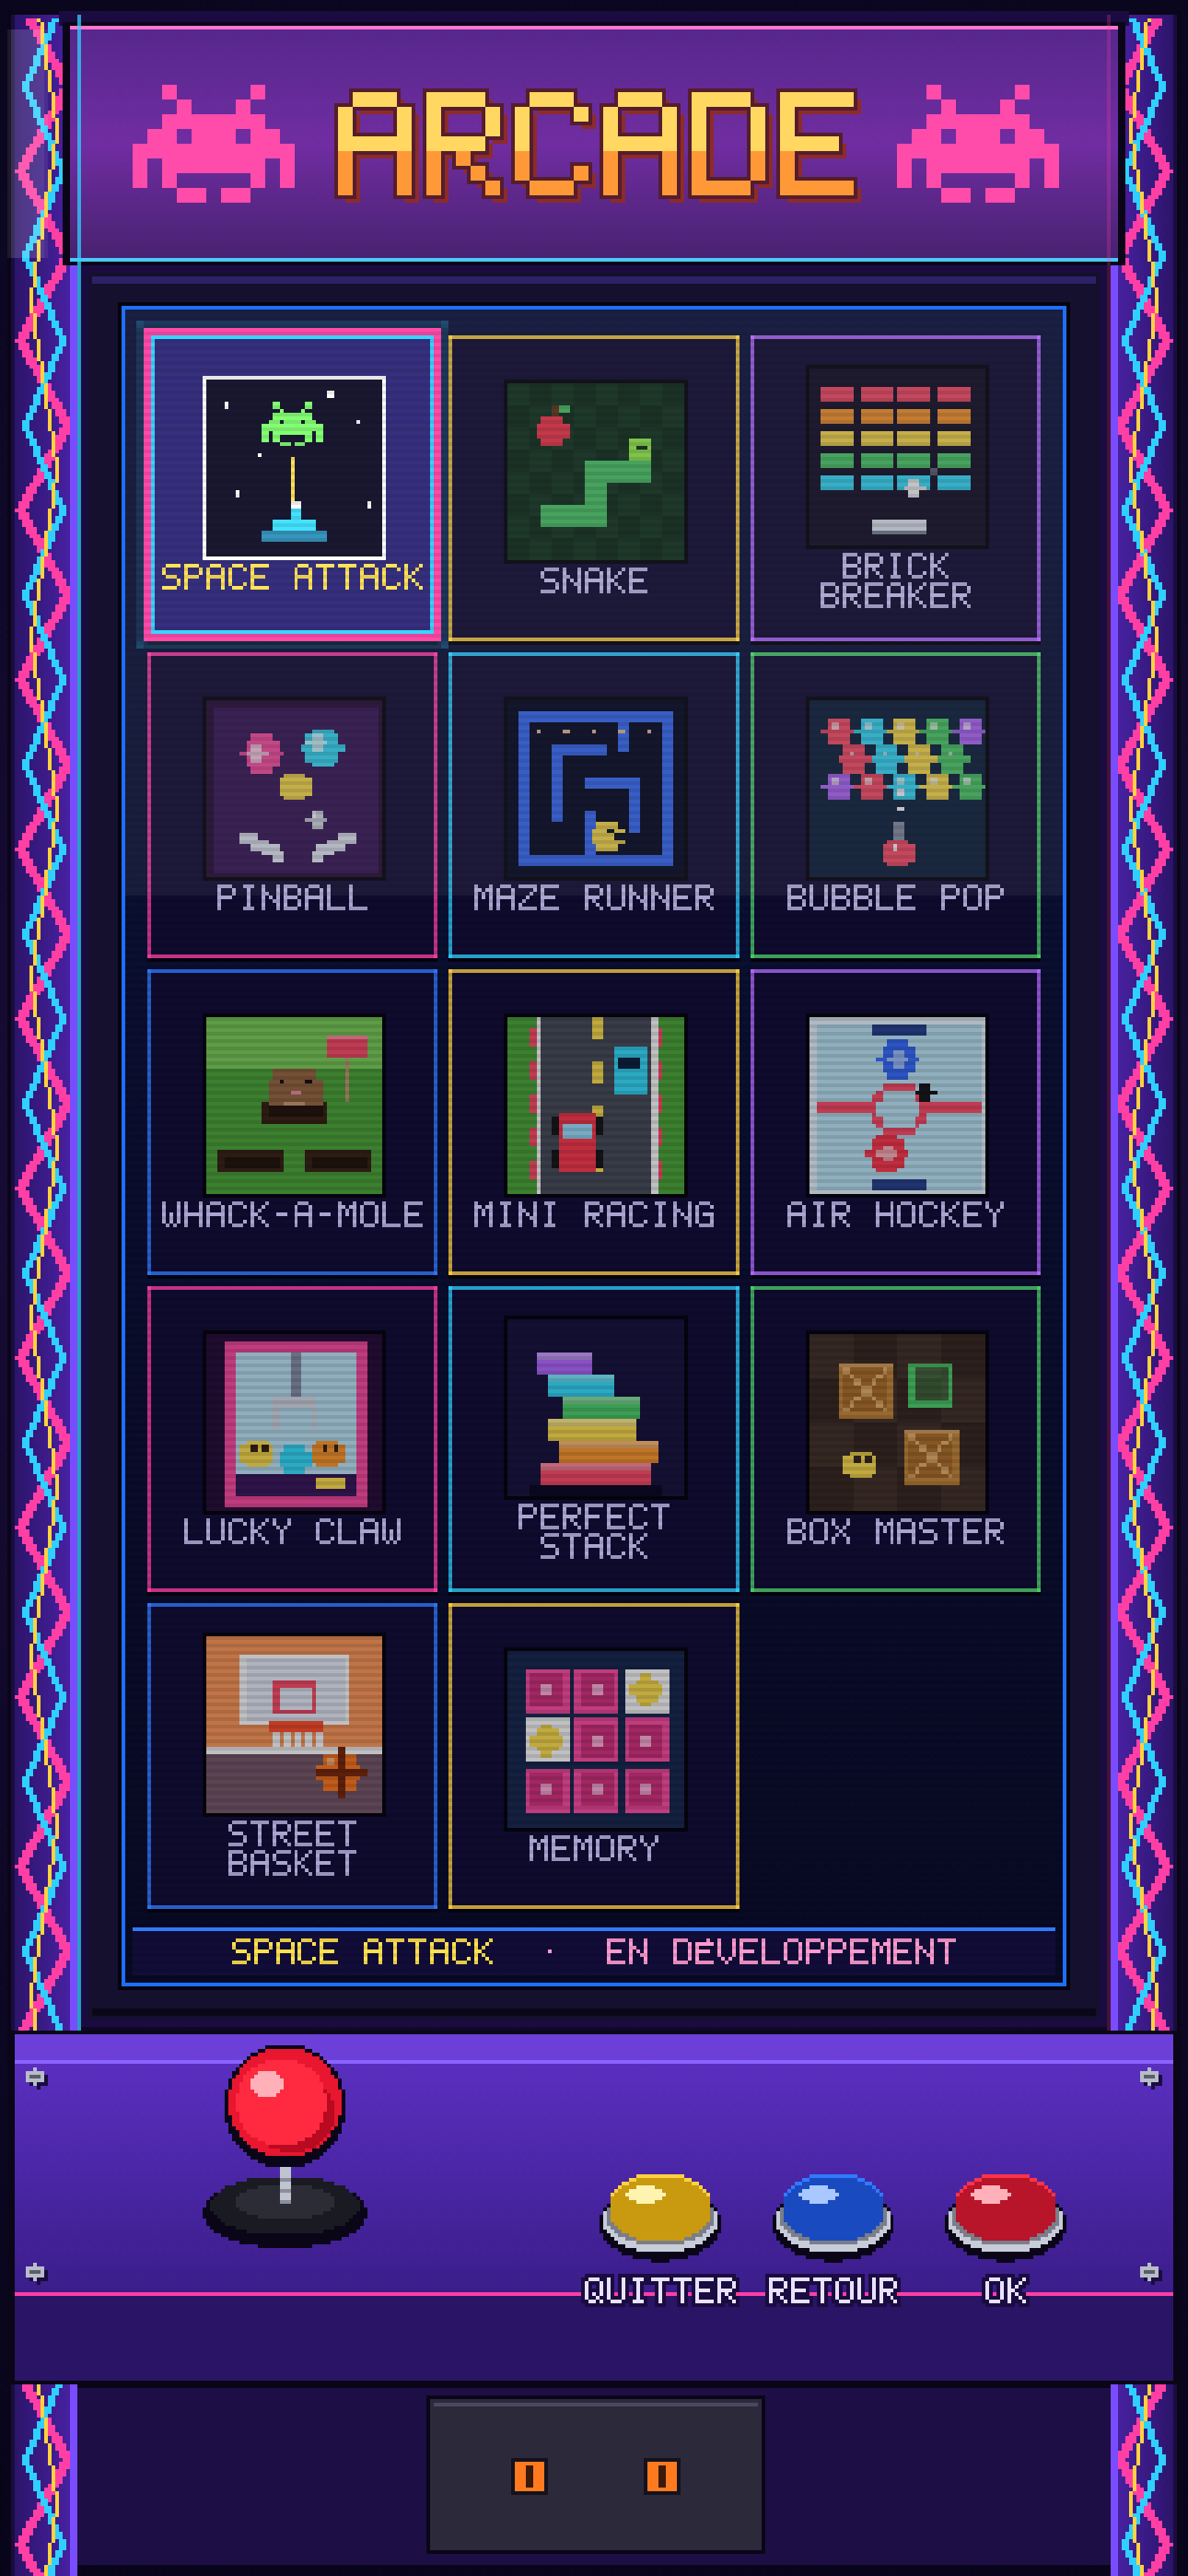 ARCADE
SPACE ATTACK
SNAKE
BRICK
BREAKER
PINBALL
MAZE RUNNER
BUBBLE POP
WHACK-A-MOLE
MINI RACING
AIR HOCKEY
LUCKY CLAW
PERFECT
STACK
BOX MASTER
STREET
BASKET
MEMORY
SPACE ATTACK · EN DÉVELOPPEMENT
QUITTER RETOUR OK